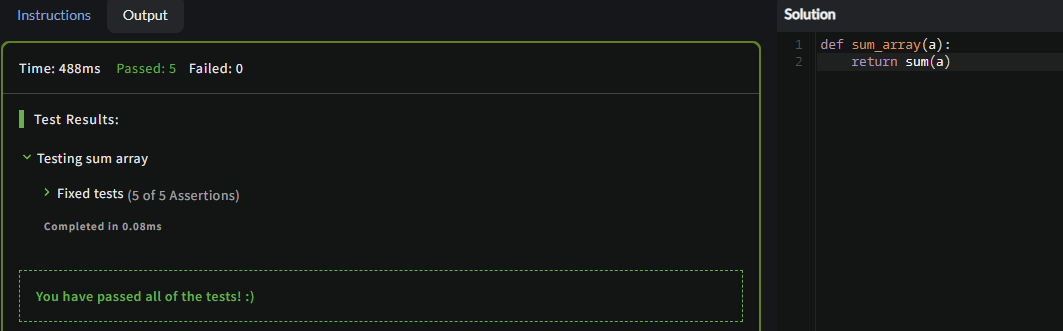 Instructions Output
Time: 488ms Passed: 5 Failed: 0
Test Results:
Testing sum array
Fixed tests (5 of 5 Assertions)
Completed in 0.08ms
You have passed all of the tests! :)
Solution
1 def sum_array(a):
2     return sum(a)